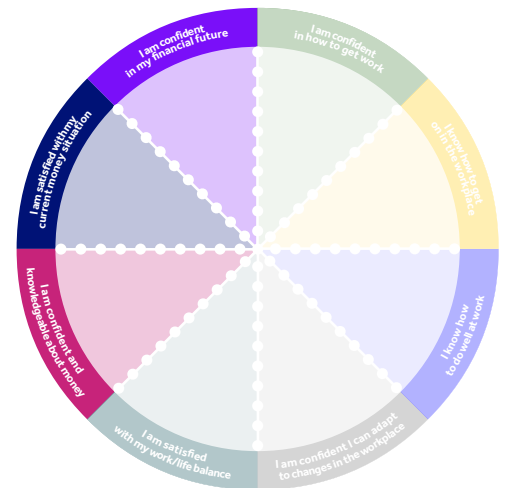 I am confident
in how to get work
I know how to get
on in the workplace
I know how
to do well at work
I am confident I can adapt
to changes in the workplace
I am satisfied
with my work/life balance
I am confident and
knowledgeable about money
I am satisfied with my
current money situation
I am confident
in my financial future